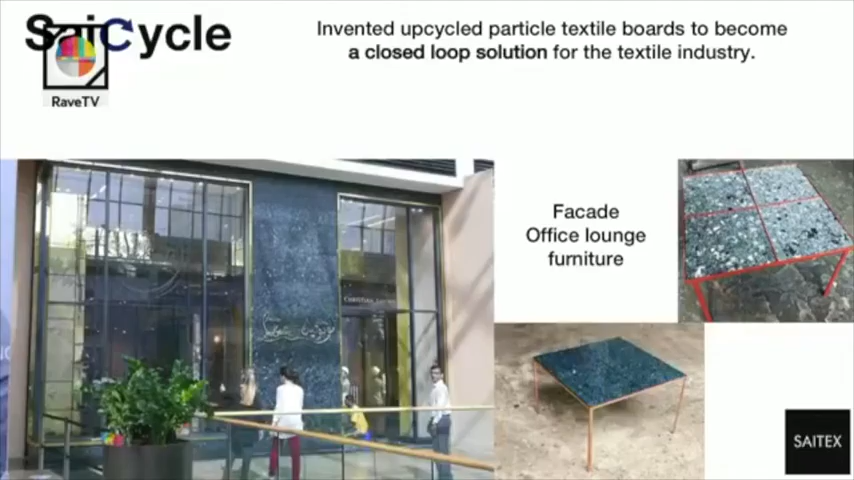 SaiCycle
Invented upcycled particle textile boards to become
a closed loop solution for the textile industry.
RaveTV
Facade
Office lounge
furniture
SAITEX